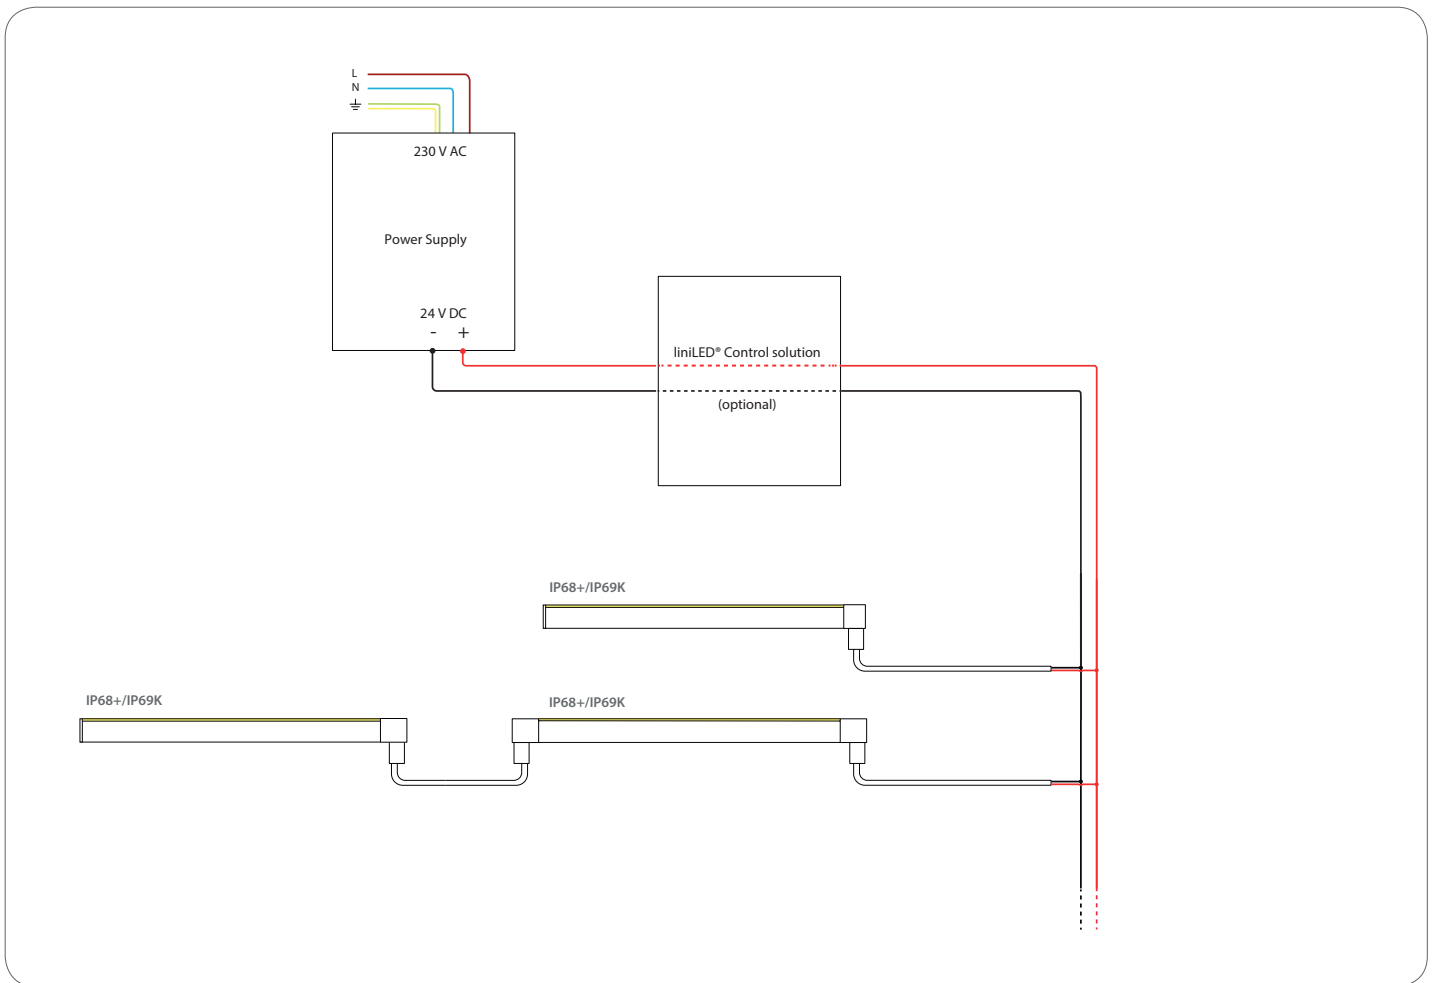 L
N
230 V AC
Power Supply
24 V DC
- +
liniLED® Control solution
(optional)
IP68+/IP69K
IP68+/IP69K
IP68+/IP69K